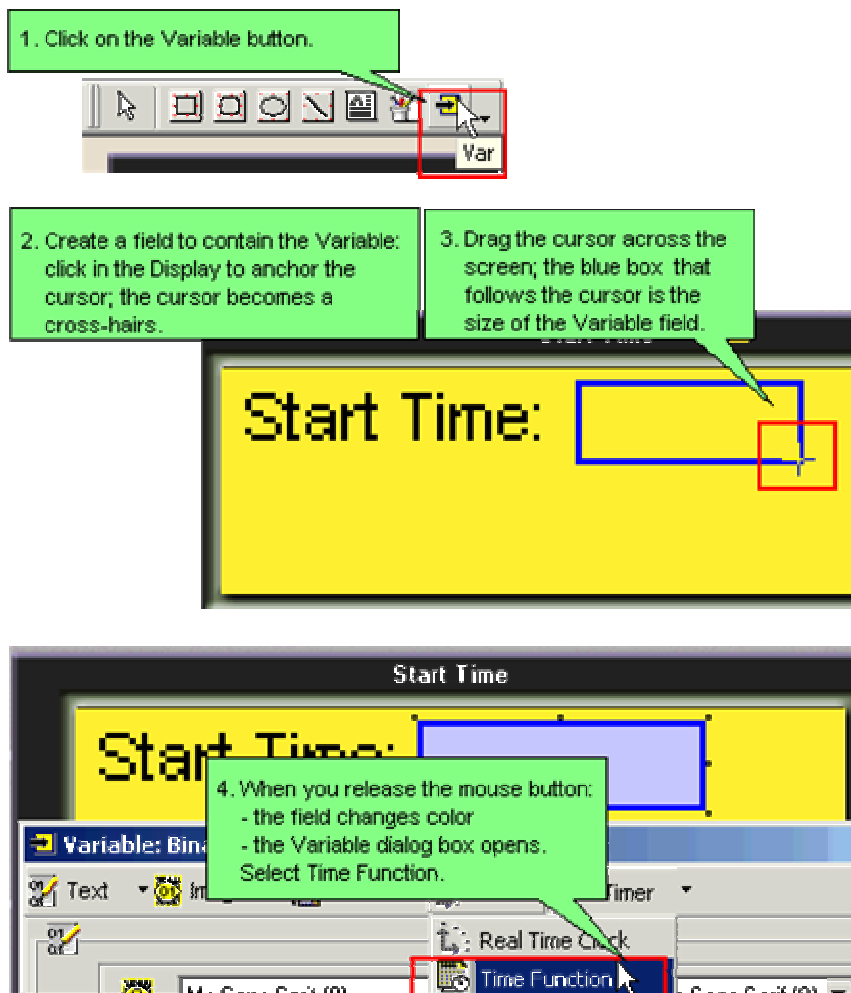 1. Click on the Variable button.
Var
2. Create a field to contain the Variable:
click in the Display to anchor the
cursor; the cursor becomes a
cross-hairs.
3. Drag the cursor across the
screen; the blue box that
follows the cursor is the
size of the Variable field.
Start Time:
Start Time
Start Time:
4. When you release the mouse button:
- the field changes color
- the Variable dialog box opens.
Select Time Function.
Variable:
Text
Timer
Real Time Clock
Time Function